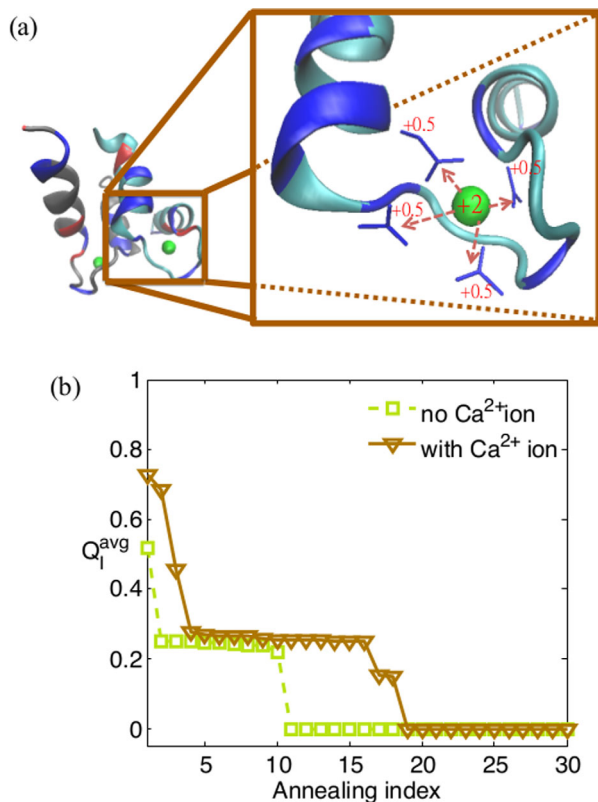 (a)
+0.5
+0.5
+2
+0.5
+0.5
(b)
1
no Ca²⁺ion
0.8
with Ca²⁺ ion
0.6
Q_I^avg
0.4
0.2
0
5 10 15 20 25 30
Annealing index